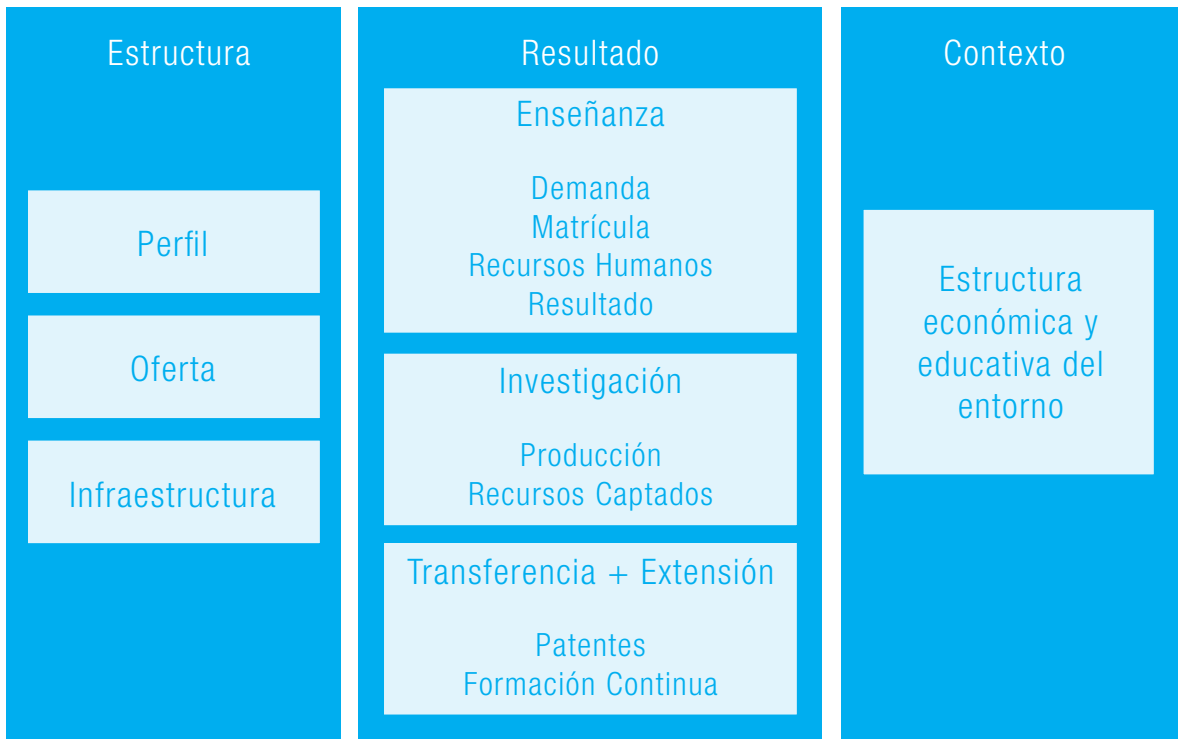 Estructura
Perfil
Oferta
Infraestructura
Resultado
Enseñanza
Demanda
Matrícula
Recursos Humanos
Resultado
Investigación
Producción
Recursos Captados
Transferencia + Extensión
Patentes
Formación Continua
Contexto
Estructura
económica y
educativa del
entorno